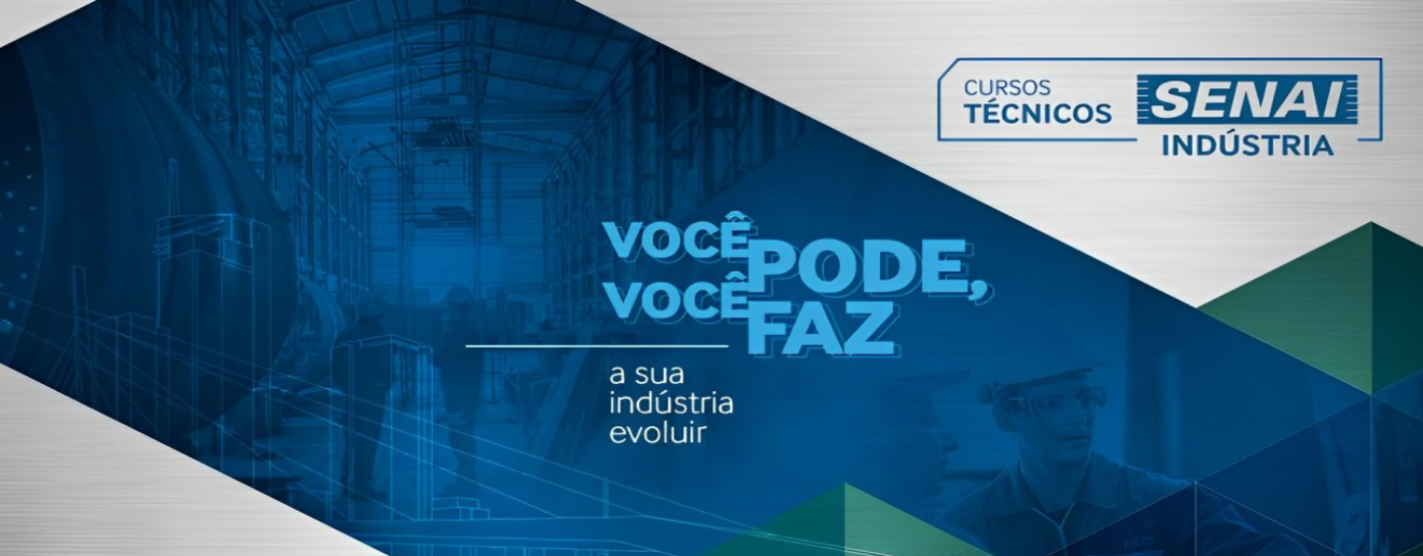 CURSOS
TÉCNICOS
SENAI
INDÚSTRIA
VOCÊ PODE,
VOCÊ FAZ
a sua
indústria
evoluir